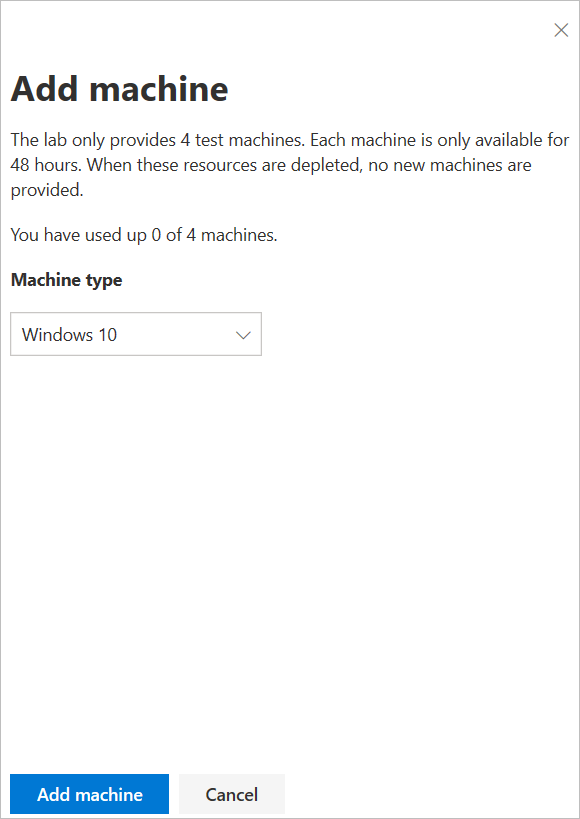 Add machine
The lab only provides 4 test machines. Each machine is only available for
48 hours. When these resources are depleted, no new machines are
provided.
You have used up 0 of 4 machines.
Machine type
Windows 10
Add machine
Cancel